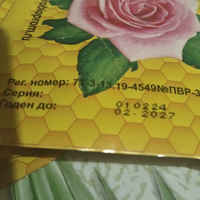 Рег. номер: 77-3-13.19-4549№ПВР-3
Серия: 010224
Годен до: 02.2027